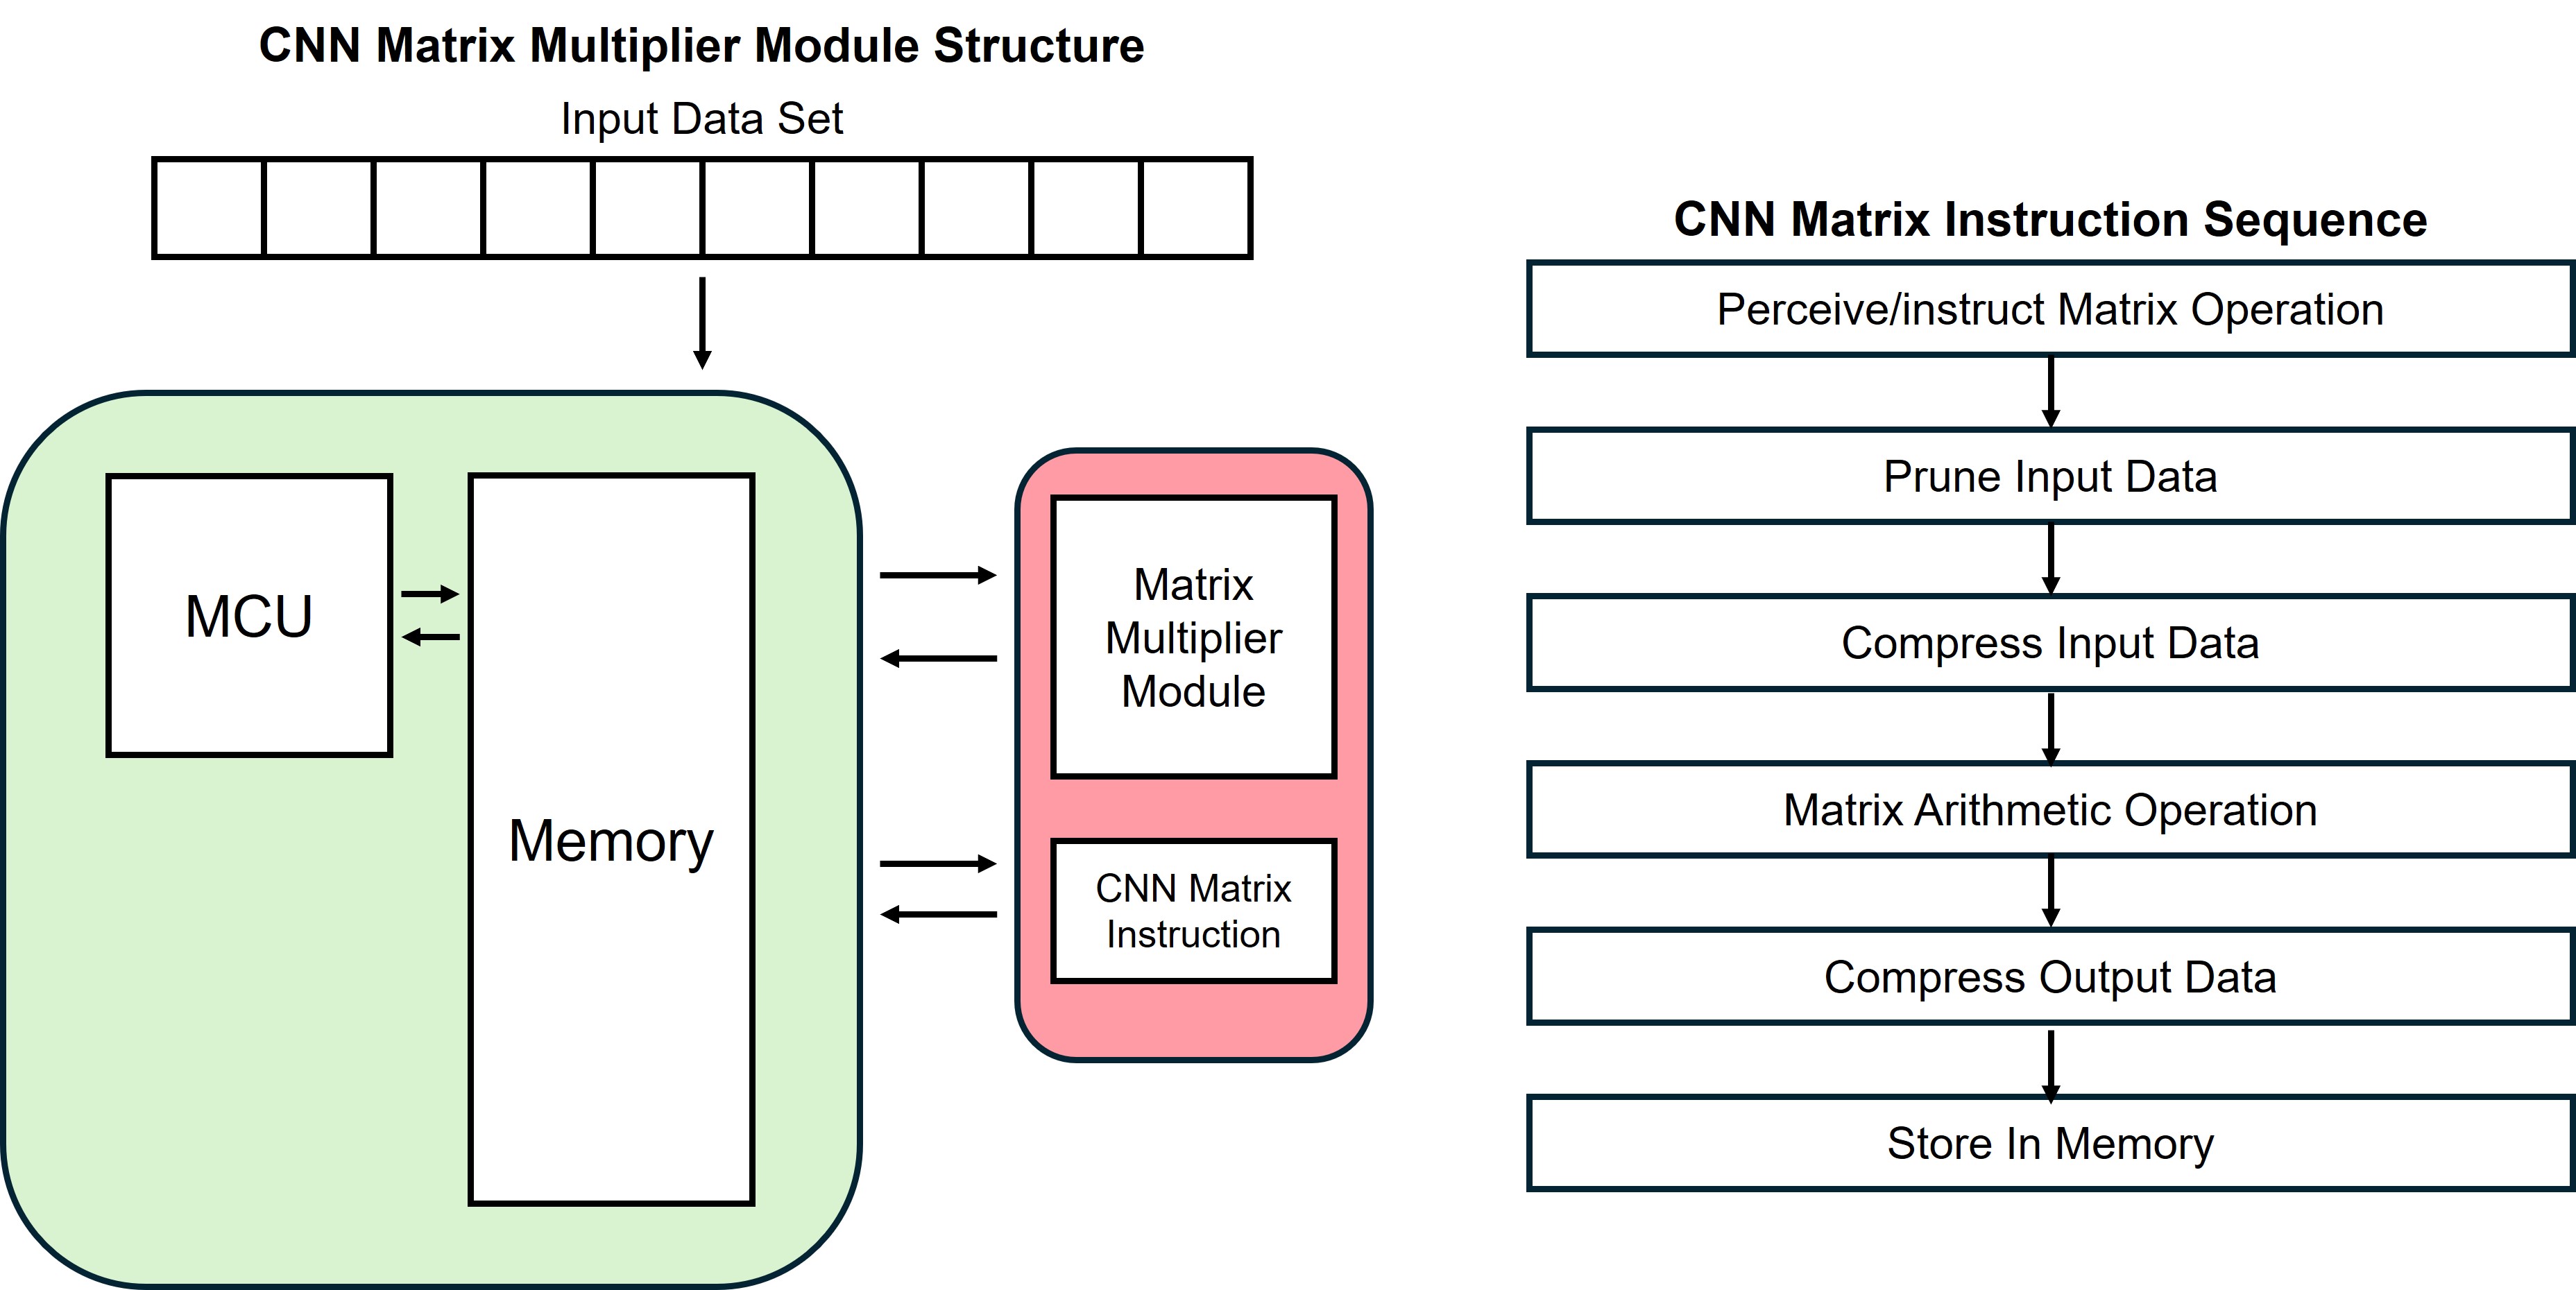 CNN Matrix Multiplier Module Structure
Input Data Set
MCU
Memory
Matrix
Multiplier
Module
CNN Matrix
Instruction
CNN Matrix Instruction Sequence
Perceive/instruct Matrix Operation
Prune Input Data
Compress Input Data
Matrix Arithmetic Operation
Compress Output Data
Store In Memory